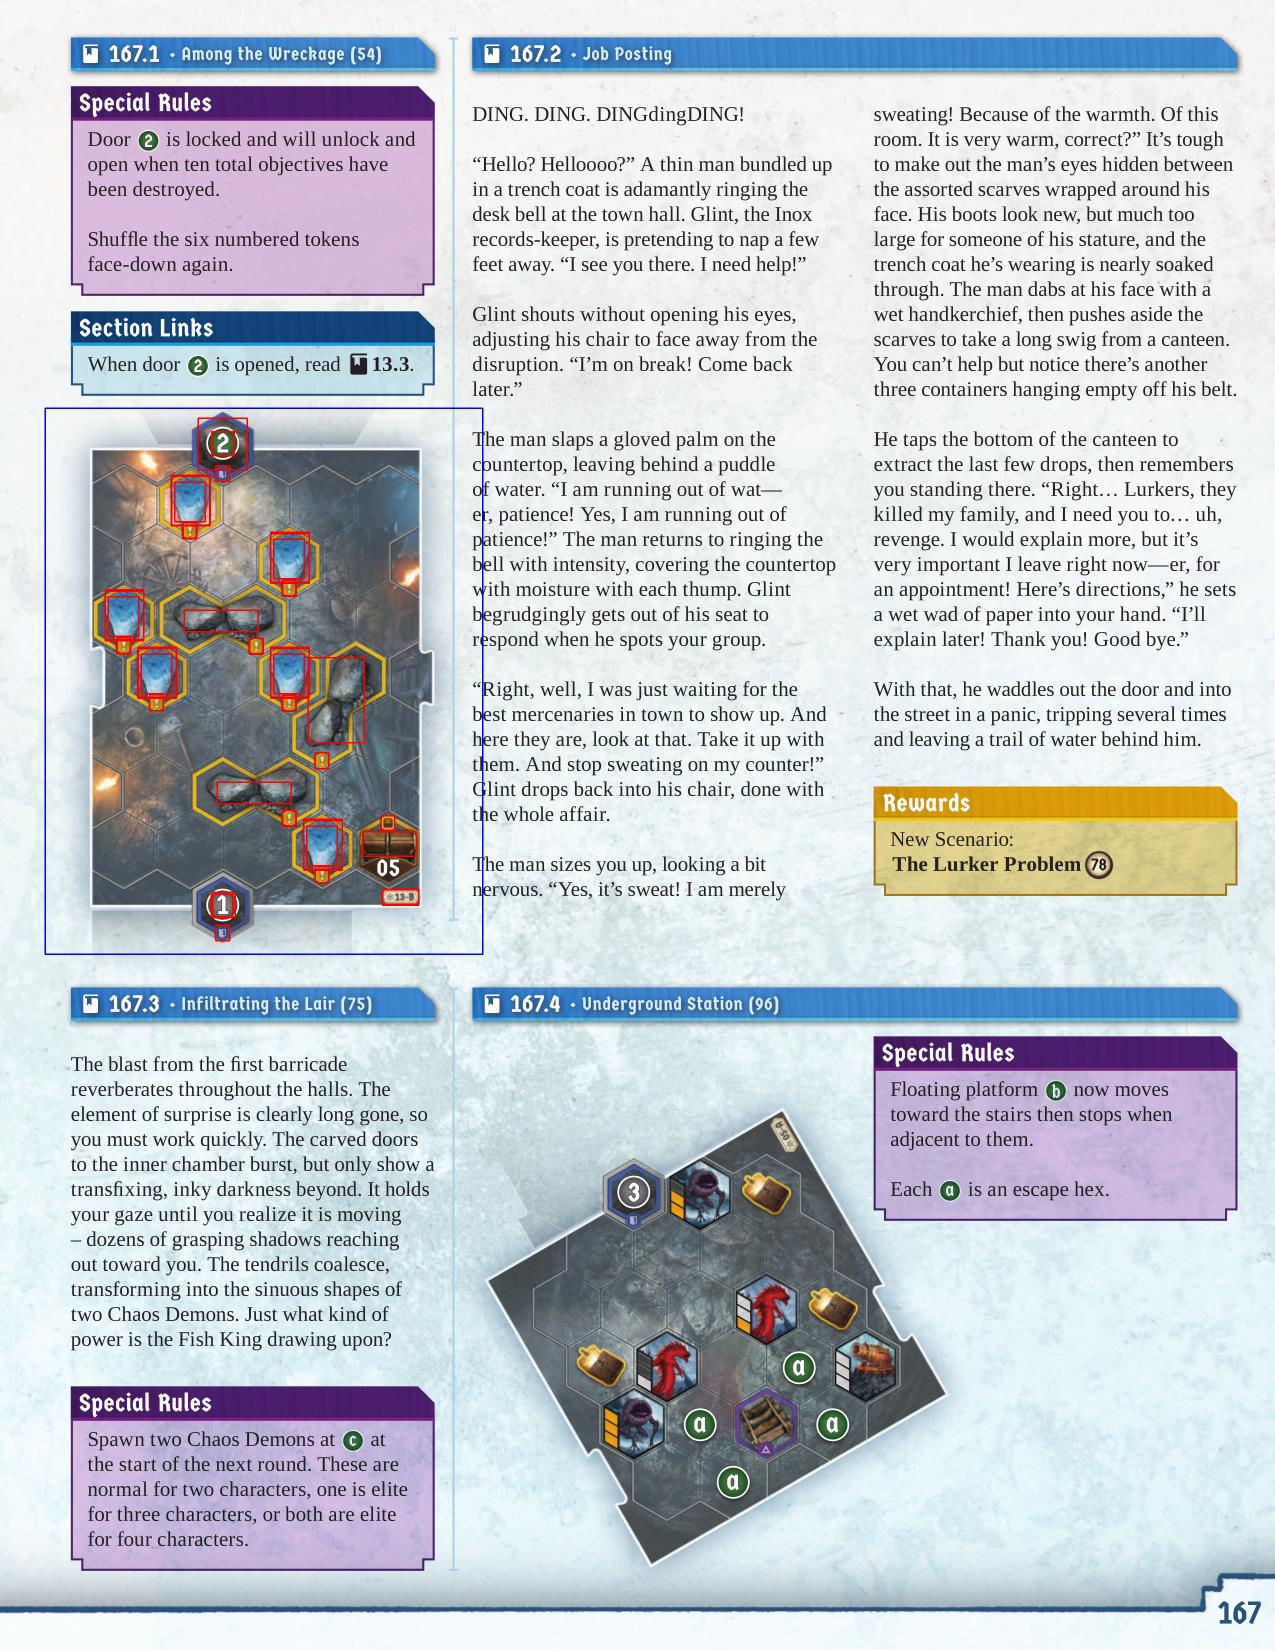 167.1 • Among the Wreckage (54)
Special Rules
Door 2 is locked and will unlock and
open when ten total objectives have
been destroyed.
Shuffle the six numbered tokens
face-down again.
Section Links
When door 2 is opened, read 13.3.
2
05
13-B
1
167.2 • Job Posting
DING. DING. DINGdingDING!
“Hello? Helloooo?” A thin man bundled up
in a trench coat is adamantly ringing the
desk bell at the town hall. Glint, the Inox
records-keeper, is pretending to nap a few
feet away. “I see you there. I need help!”
Glint shouts without opening his eyes,
adjusting his chair to face away from the
disruption. “I’m on break! Come back
later.”
The man slaps a gloved palm on the
countertop, leaving behind a puddle
of water. “I am running out of wat—
er, patience! Yes, I am running out of
patience!” The man returns to ringing the
bell with intensity, covering the countertop
with moisture with each thump. Glint
begrudgingly gets out of his seat to
respond when he spots your group.
“Right, well, I was just waiting for the
best mercenaries in town to show up. And
here they are, look at that. Take it up with
them. And stop sweating on my counter!”
Glint drops back into his chair, done with
the whole affair.
The man sizes you up, looking a bit
nervous. “Yes, it’s sweat! I am merely
sweating! Because of the warmth. Of this
room. It is very warm, correct?” It’s tough
to make out the man’s eyes hidden between
the assorted scarves wrapped around his
face. His boots look new, but much too
large for someone of his stature, and the
trench coat he’s wearing is nearly soaked
through. The man dabs at his face with a
wet handkerchief, then pushes aside the
scarves to take a long swig from a canteen.
You can’t help but notice there’s another
three containers hanging empty off his belt.
He taps the bottom of the canteen to
extract the last few drops, then remembers
you standing there. “Right… Lurkers, they
killed my family, and I need you to… uh,
revenge. I would explain more, but it’s
very important I leave right now—er, for
an appointment! Here’s directions,” he sets
a wet wad of paper into your hand. “I’ll
explain later! Thank you! Good bye.”
With that, he waddles out the door and into
the street in a panic, tripping several times
and leaving a trail of water behind him.
Rewards
New Scenario:
The Lurker Problem 78
167.3 • Infiltrating the Lair (75)
The blast from the first barricade
reverberates throughout the halls. The
element of surprise is clearly long gone, so
you must work quickly. The carved doors
to the inner chamber burst, but only show a
transfixing, inky darkness beyond. It holds
your gaze until you realize it is moving
– dozens of grasping shadows reaching
out toward you. The tendrils coalesce,
transforming into the sinuous shapes of
two Chaos Demons. Just what kind of
power is the Fish King drawing upon?
Special Rules
Spawn two Chaos Demons at c at
the start of the next round. These are
normal for two characters, one is elite
for three characters, or both are elite
for four characters.
167.4 • Underground Station (96)
05-A
3
a
a
a
a
Special Rules
Floating platform b now moves
toward the stairs then stops when
adjacent to them.
Each a is an escape hex.
167